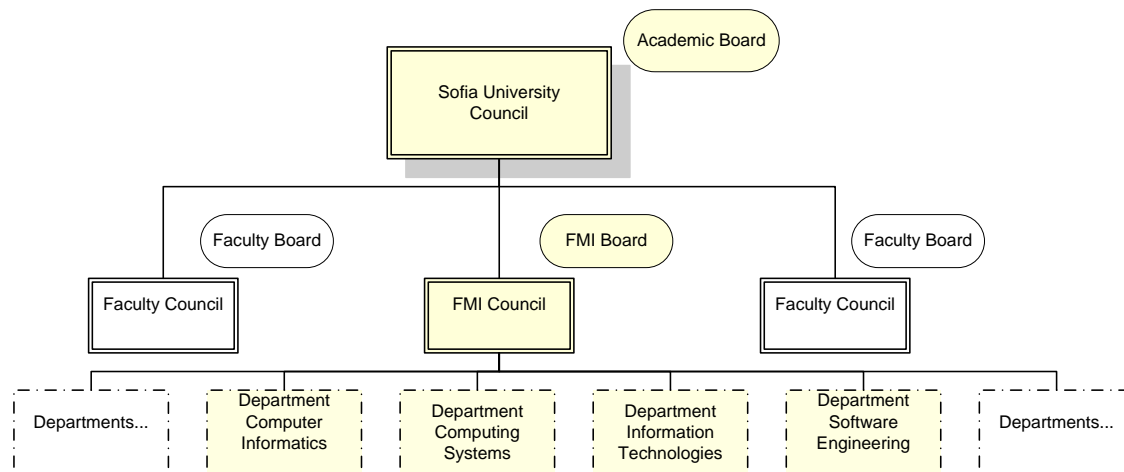 Academic Board
Sofia University
Council
Faculty Board
FMI Board
Faculty Board
Faculty Council
FMI Council
Faculty Council
Departments...
Department
Computer
Informatics
Department
Computing
Systems
Department
Information
Technologies
Department
Software
Engineering
Departments...